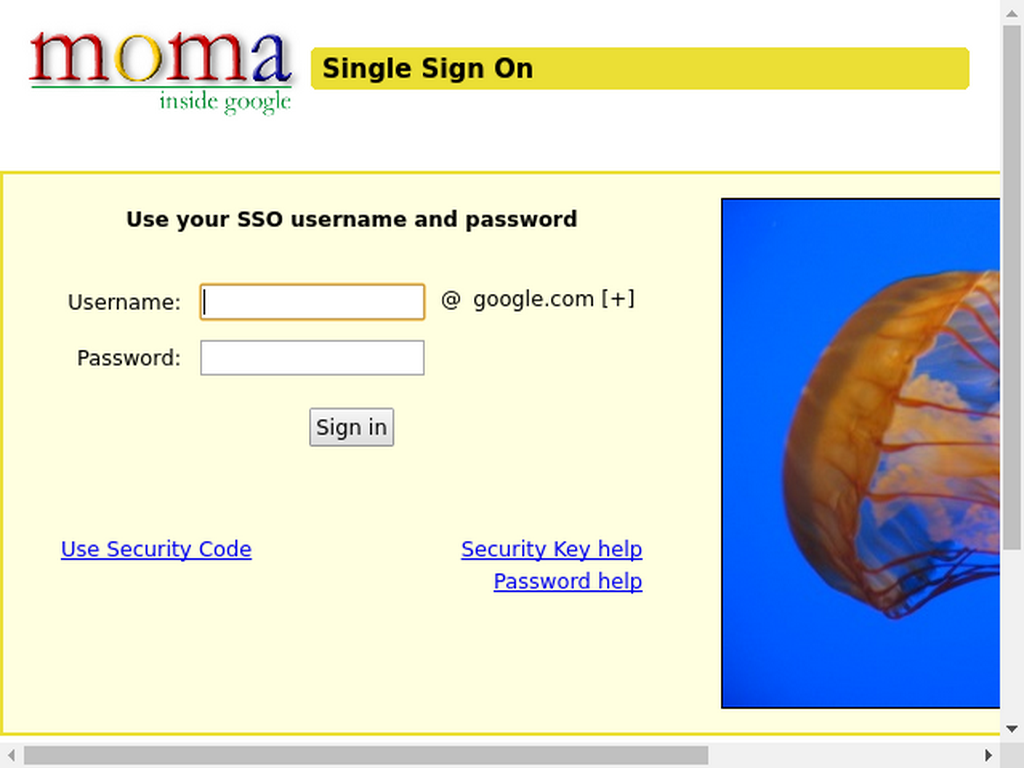 moma
inside google
Single Sign On
Use your SSO username and password
Username:
@ google.com [+]
Password:
Sign in
Use Security Code
Security Key help
Password help